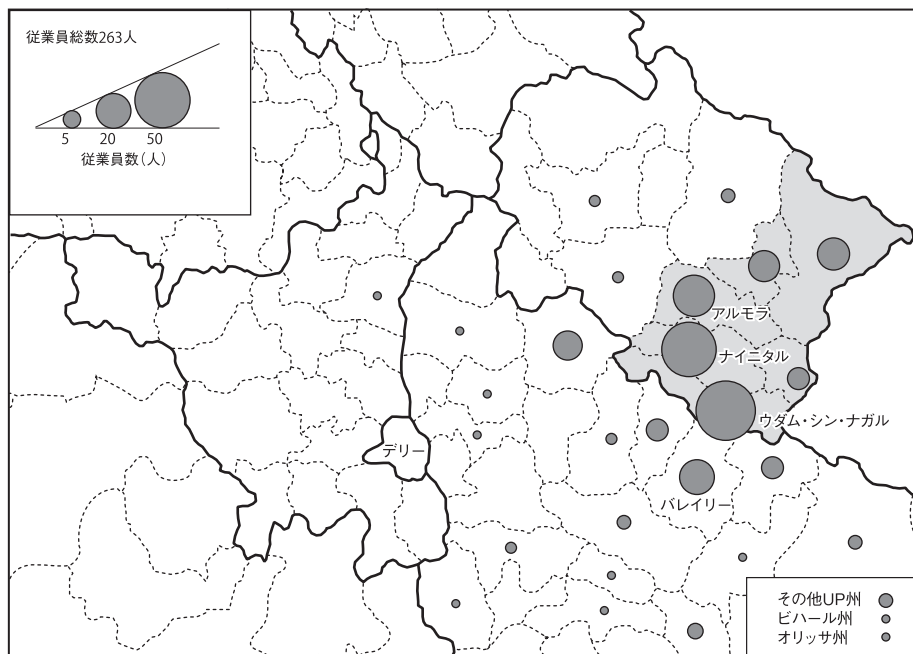 従業員総数263人
5 20 50
従業員数(人)
アルモラ
ナイニタル
ウダム・シン・ナガル
デリー
バレイリー
その他UP州
ビハール州
オリッサ州